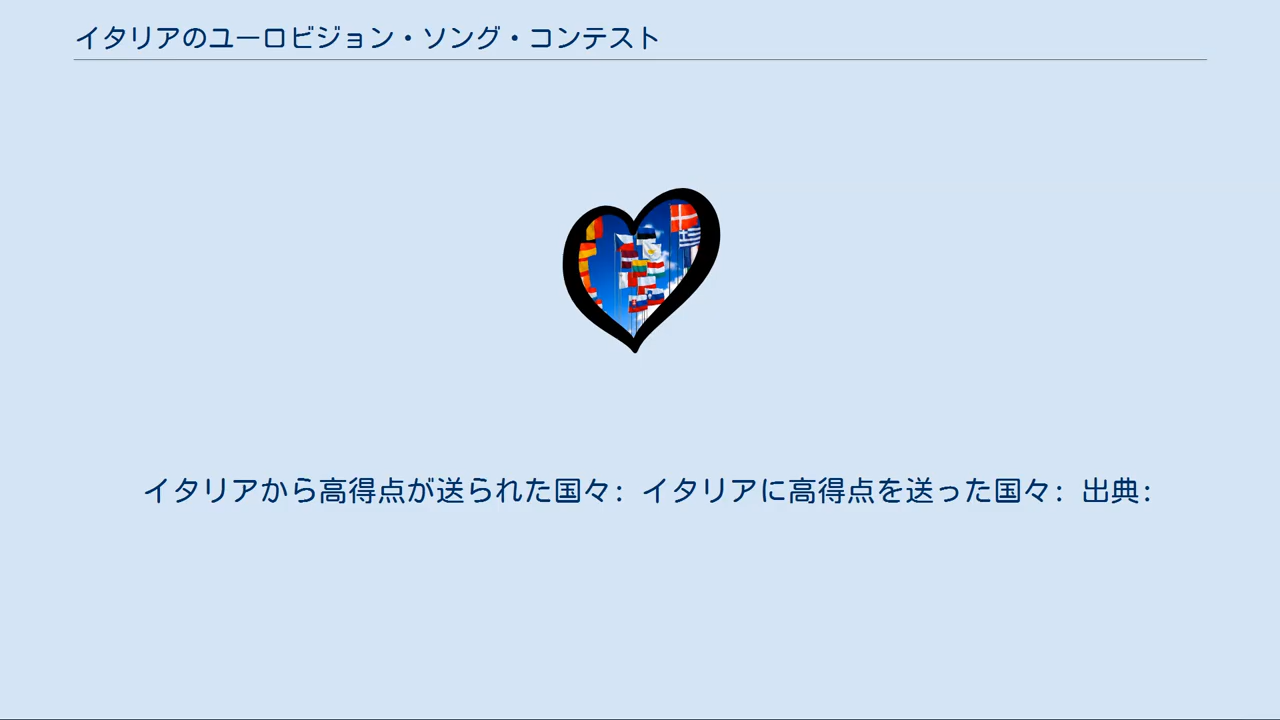 イタリアのユーロビジョン・ソング・コンテスト
イタリアから高得点が送られた国々: イタリアに高得点を送った国々: 出典: